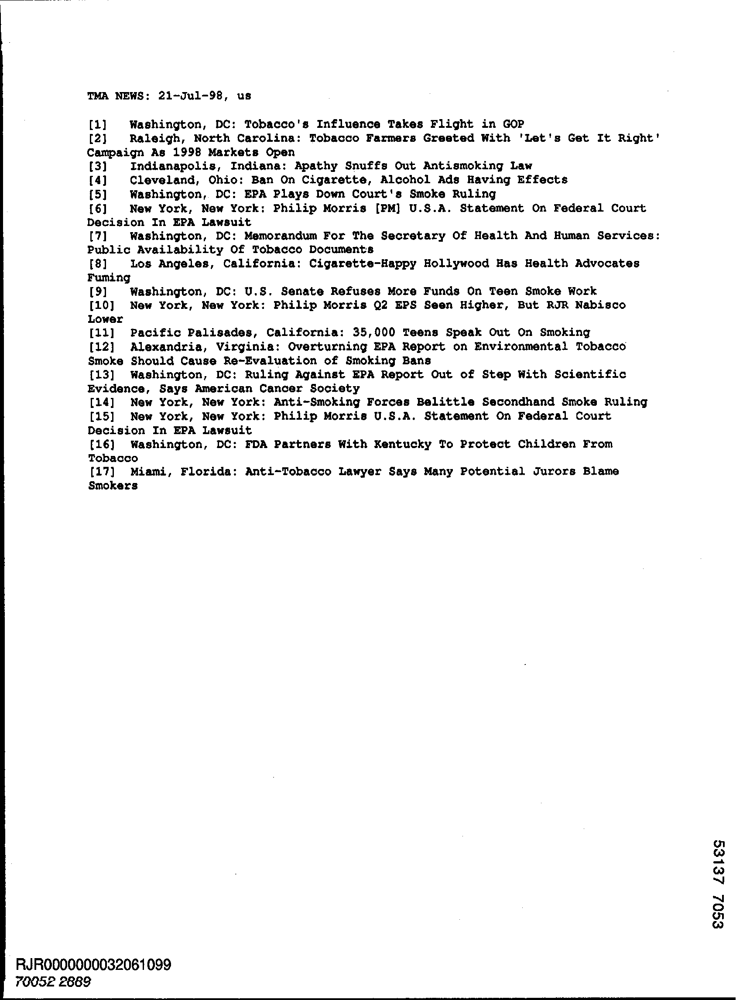 TMA NEWS: 21-Jul-98, us
[1] Washington, DC: Tobacco's Influence Takes Flight in GOP
[2] Raleigh, North Carolina: Tobacco Farmers Greeted With 'Let's Get It Right'
Campaign As 1998 Markets Open
[3] Indianapolis, Indiana: Apathy Snuffs Out Antismoking Law
[4] Cleveland, Ohio: Ban On Cigarette, Alcohol Ads Having Effects
[5] Washington, DC: EPA Plays Down Court's Smoke Ruling
[6] New York, New York: Philip Morris [PM] U.S.A. Statement On Federal Court
Decision In EPA Lawsuit
[7] Washington, DC: Memorandum For The Secretary Of Health And Human Services:
Public Availability Of Tobacco Documents
[8] Los Angeles, California: Cigarette-Happy Hollywood Has Health Advocates
Fuming
[9] Washington, DC: U.S. Senate Refuses More Funds On Teen Smoke Work
[10] New York, New York: Philip Morris Q2 EPS Seen Higher, But RJR Nabisco
Lower
[11] Pacific Palisades, California: 35,000 Teens Speak Out On Smoking
[12] Alexandria, Virginia: Overturning EPA Report on Environmental Tobacco
Smoke Should Cause Re-Evaluation of Smoking Bans
[13] Washington, DC: Ruling Against EPA Report Out of Step With Scientific
Evidence, Says American Cancer Society
[14] New York, New York: Anti-Smoking Forces Belittle Secondhand Smoke Ruling
[15] New York, New York: Philip Morris U.S.A. Statement On Federal Court
Decision In EPA Lawsuit
[16] Washington, DC: FDA Partners With Kentucky To Protect Children From
Tobacco
[17] Miami, Florida: Anti-Tobacco Lawyer Says Many Potential Jurors Blame
Smokers
53137 7053
RJR0000000032061099
70052 2889